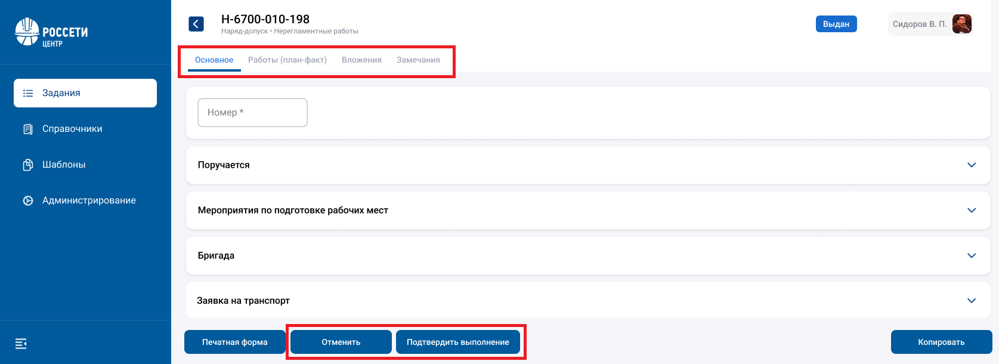 РОССЕТИ
ЦЕНТР
Задания
Справочники
Шаблоны
Администрирование
Н-6700-010-198
Наряд-допуск • Нерегламентные работы
Выдан
Сидоров В. П.
Основное Работы (план-факт) Вложения Замечания
Номер *
Поручается
Мероприятия по подготовке рабочих мест
Бригада
Заявка на транспорт
Печатная форма Отменить Подтвердить выполнение Копировать